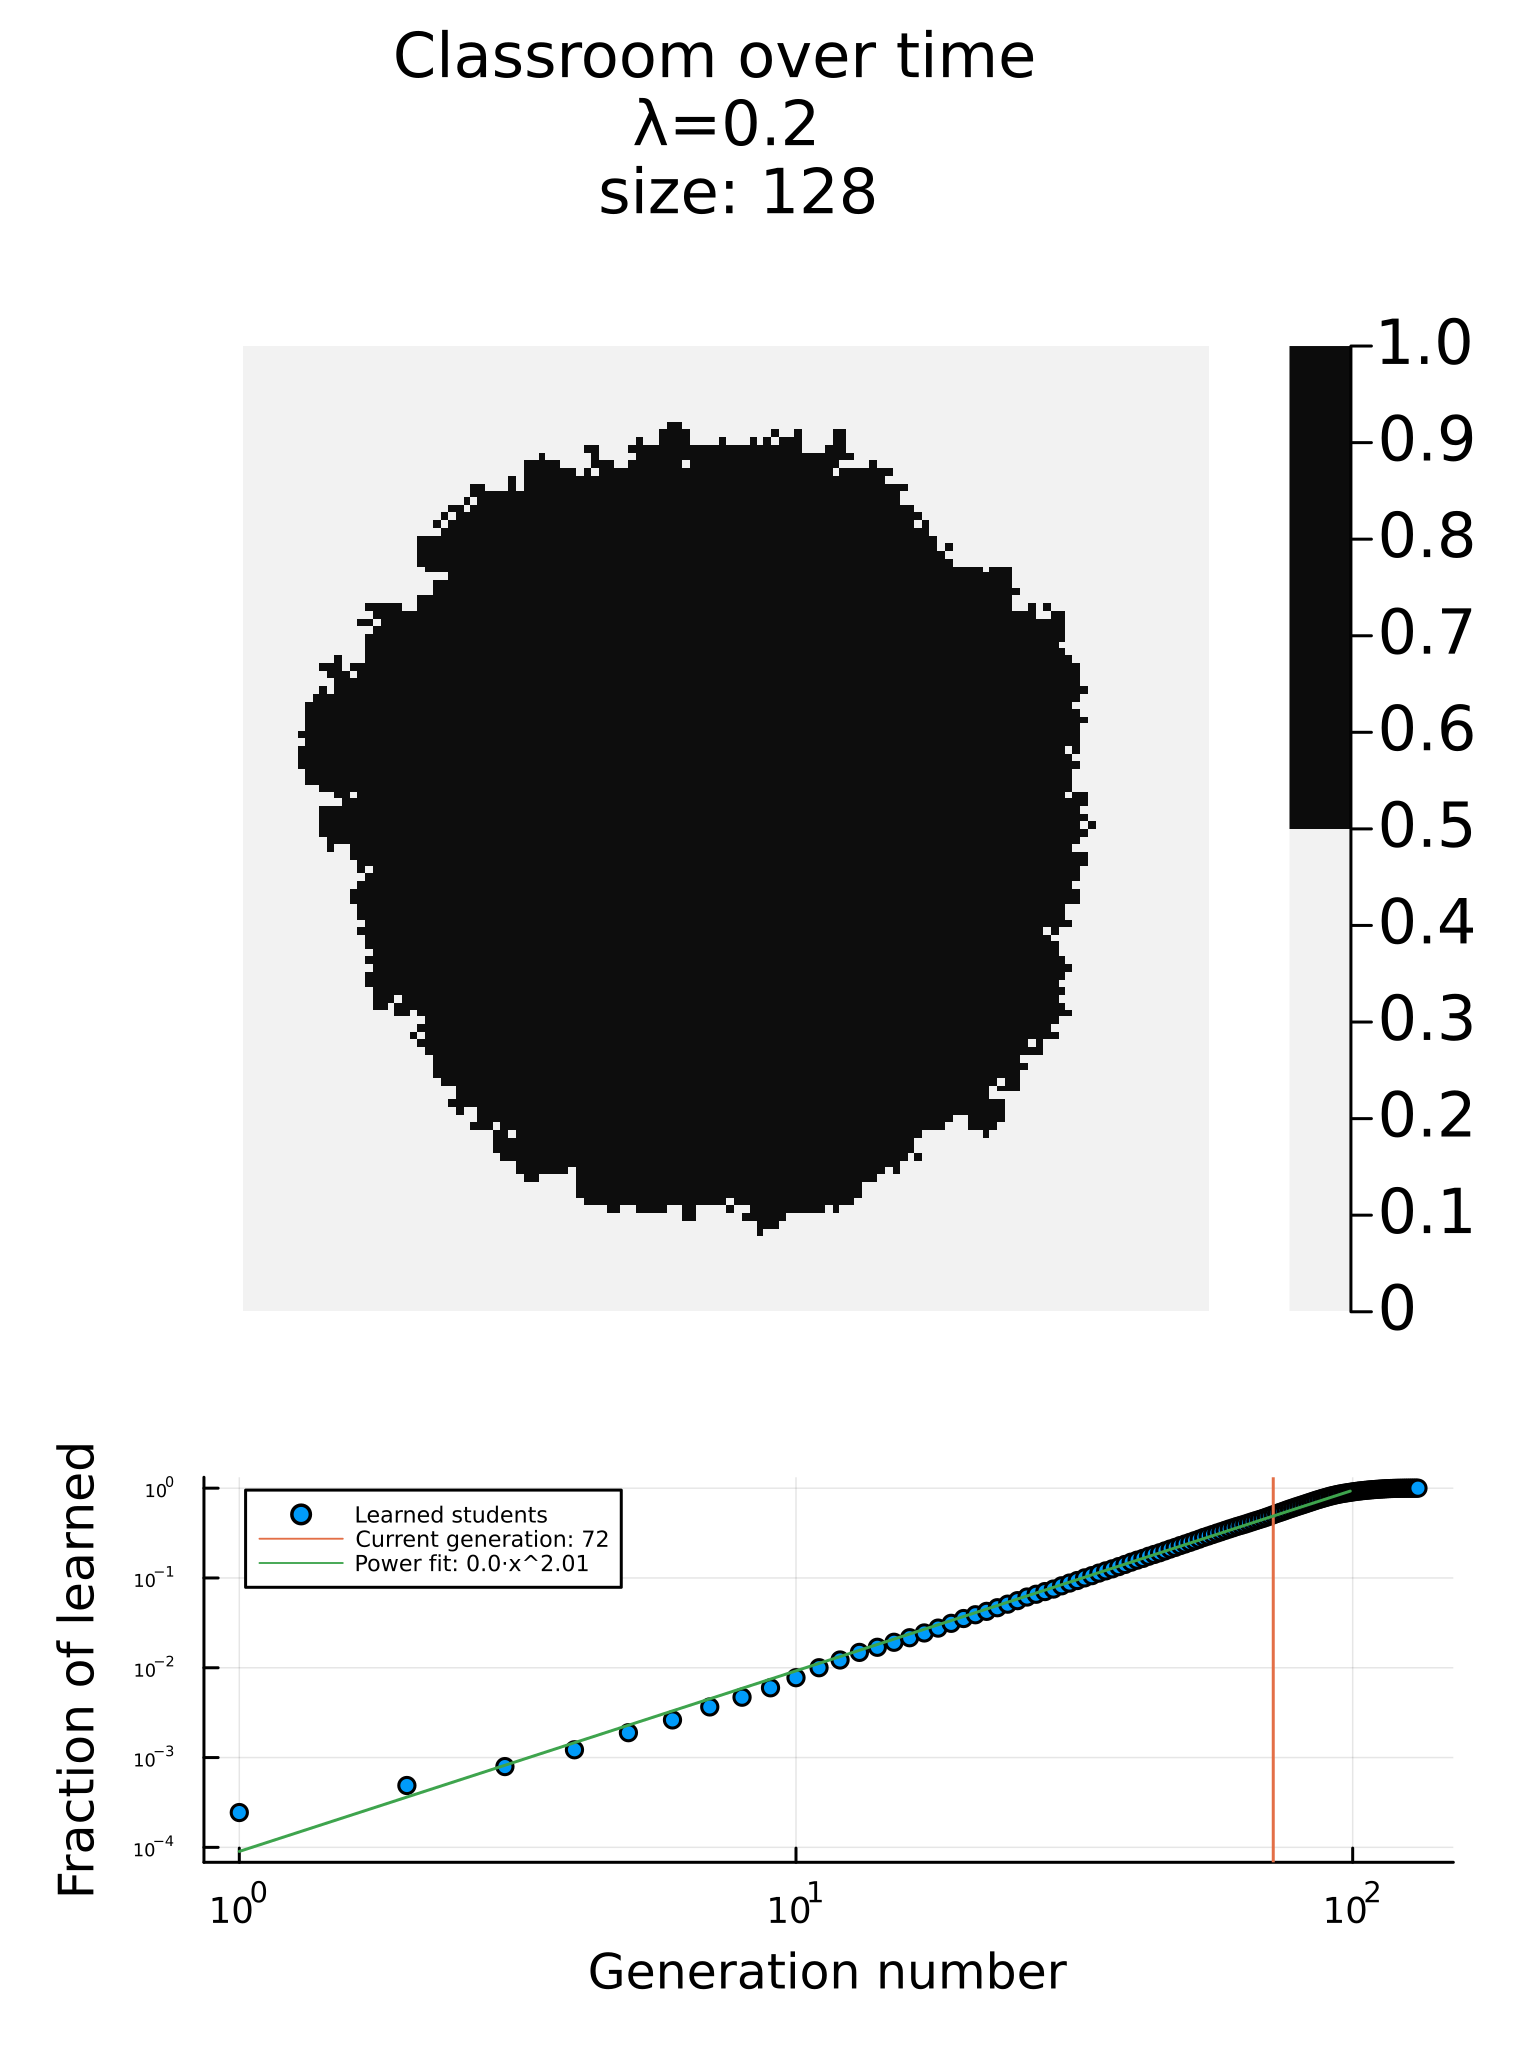 Classroom over time
λ=0.2
size: 128
1.0
0.9
0.8
0.7
0.6
0.5
0.4
0.3
0.2
0.1
0
Fraction of learned
10^0
10^-1
10^-2
10^-3
10^-4
Learned students
Current generation: 72
Power fit: 0.0·x^2.01
10^0
10^1
10^2
Generation number